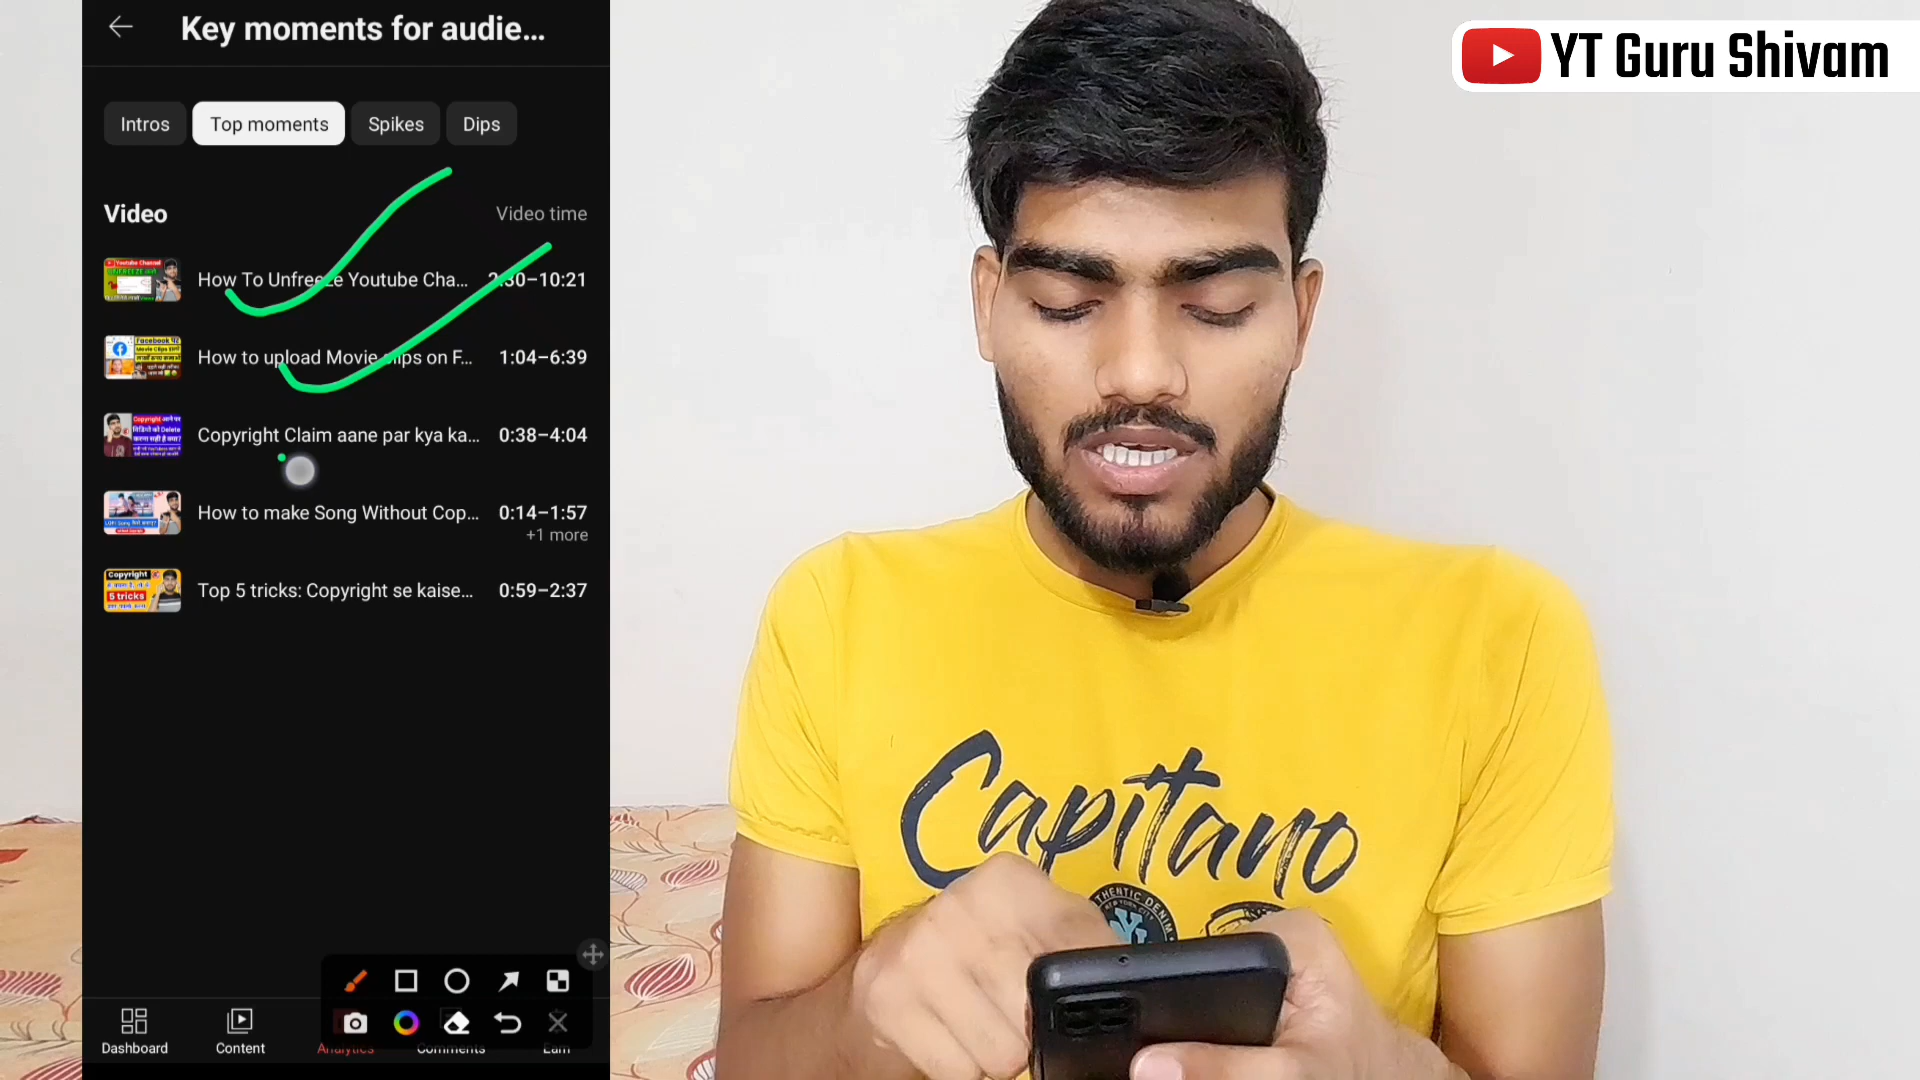 Key moments for audie...
YT Guru Shivam
Intros
Top moments
Spikes
Dips
Video
Video time
How To Unfreeze Youtube Cha...
2:30–10:21
How to upload Movie clips on F...
1:04–6:39
Copyright Claim aane par kya ka...
0:38–4:04
How to make Song Without Cop...
0:14–1:57
+1 more
Top 5 tricks: Copyright se kaise...
0:59–2:37
Capitano
Dashboard
Content
Analytics
Comments
Earn